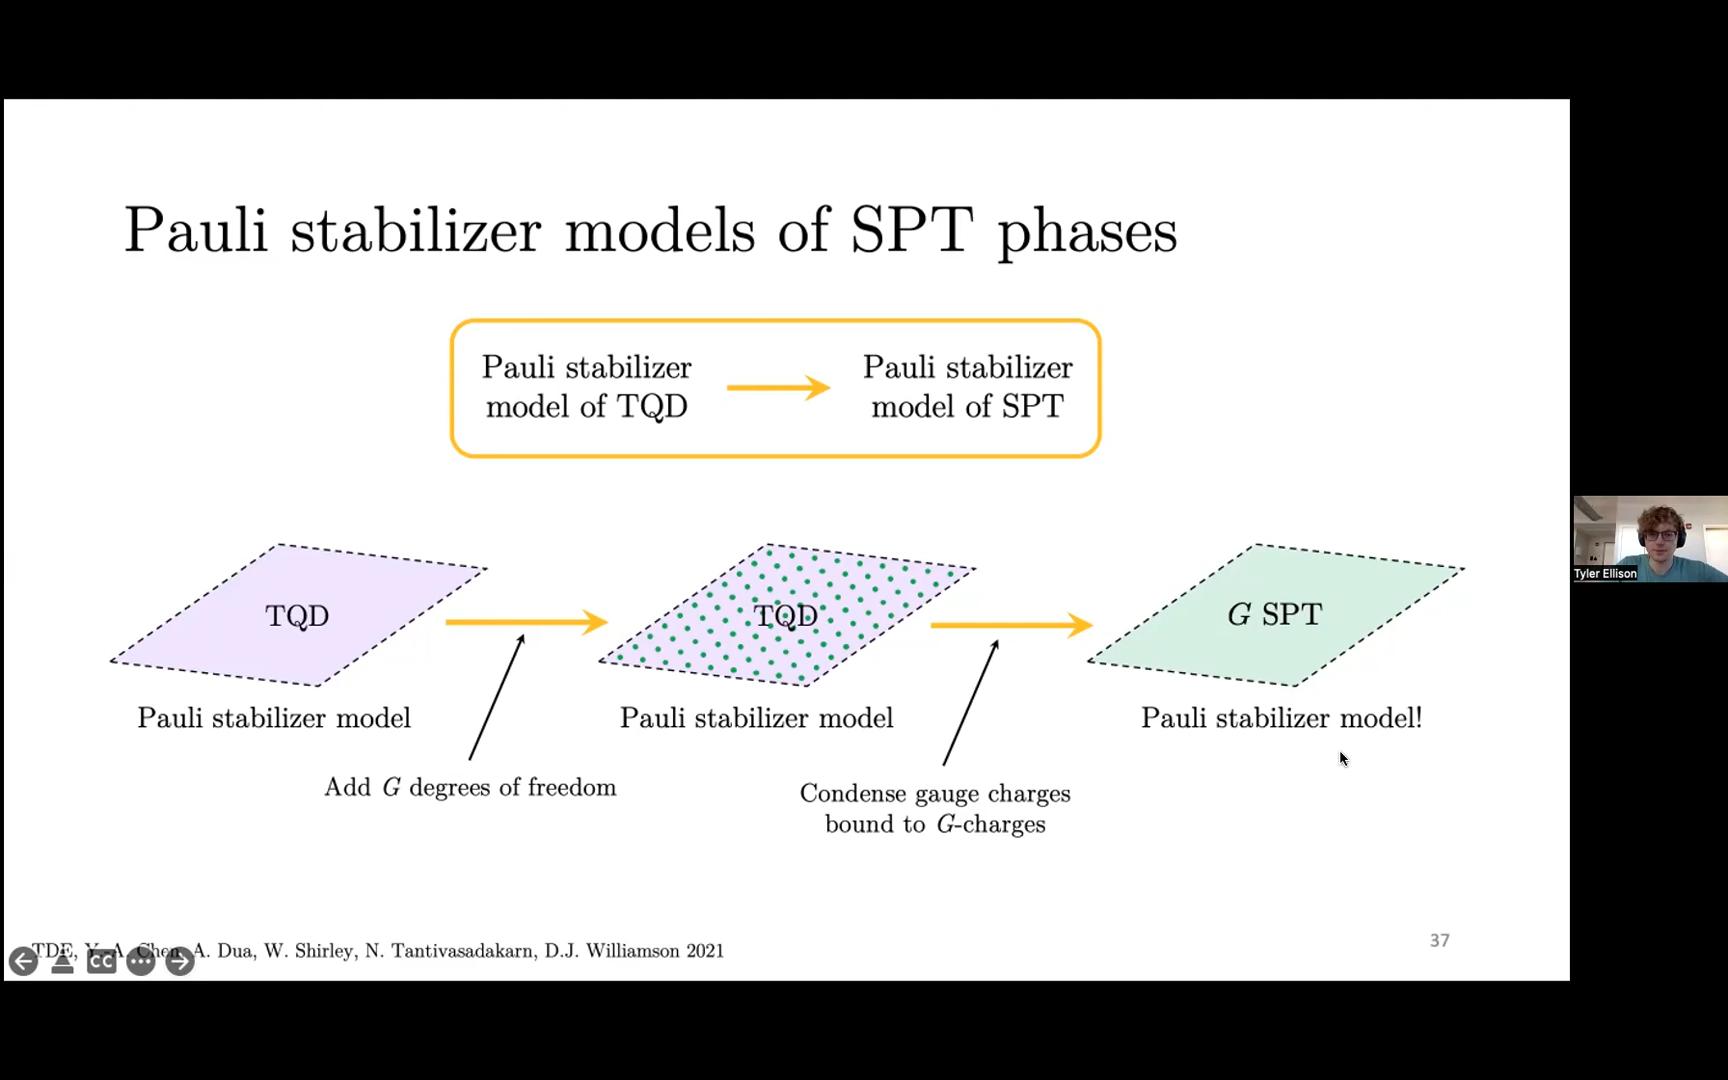 Pauli stabilizer models of SPT phases
Pauli stabilizer
model of TQD
Pauli stabilizer
model of SPT
TQD
TQD
G SPT
Pauli stabilizer model
Pauli stabilizer model
Pauli stabilizer model!
Add G degrees of freedom
Condense gauge charges
bound to G-charges
TDE, Y.-A. Chen, A. Dua, W. Shirley, N. Tantivasadakarn, D.J. Williamson 2021
CC
37
Tyler Ellison